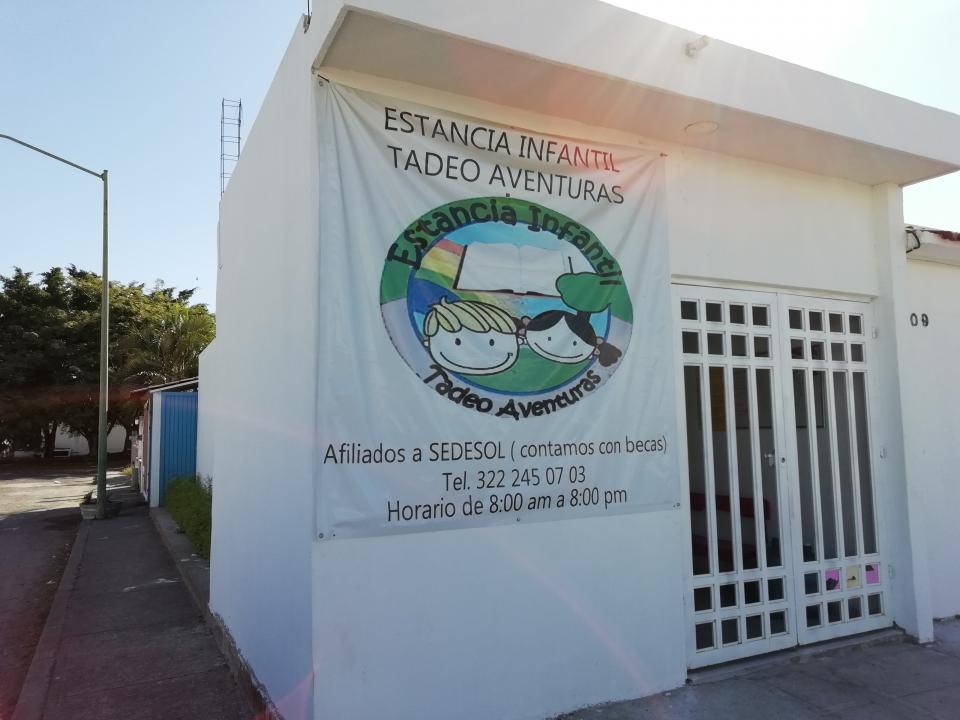 ESTANCIA INFANTIL
TADEO AVENTURAS
Estancia Infantil
Tadeo Aventuras
Afiliados a SEDESOL ( contamos con becas)
Tel. 322 245 07 03
Horario de 8:00 am a 8:00 pm
09